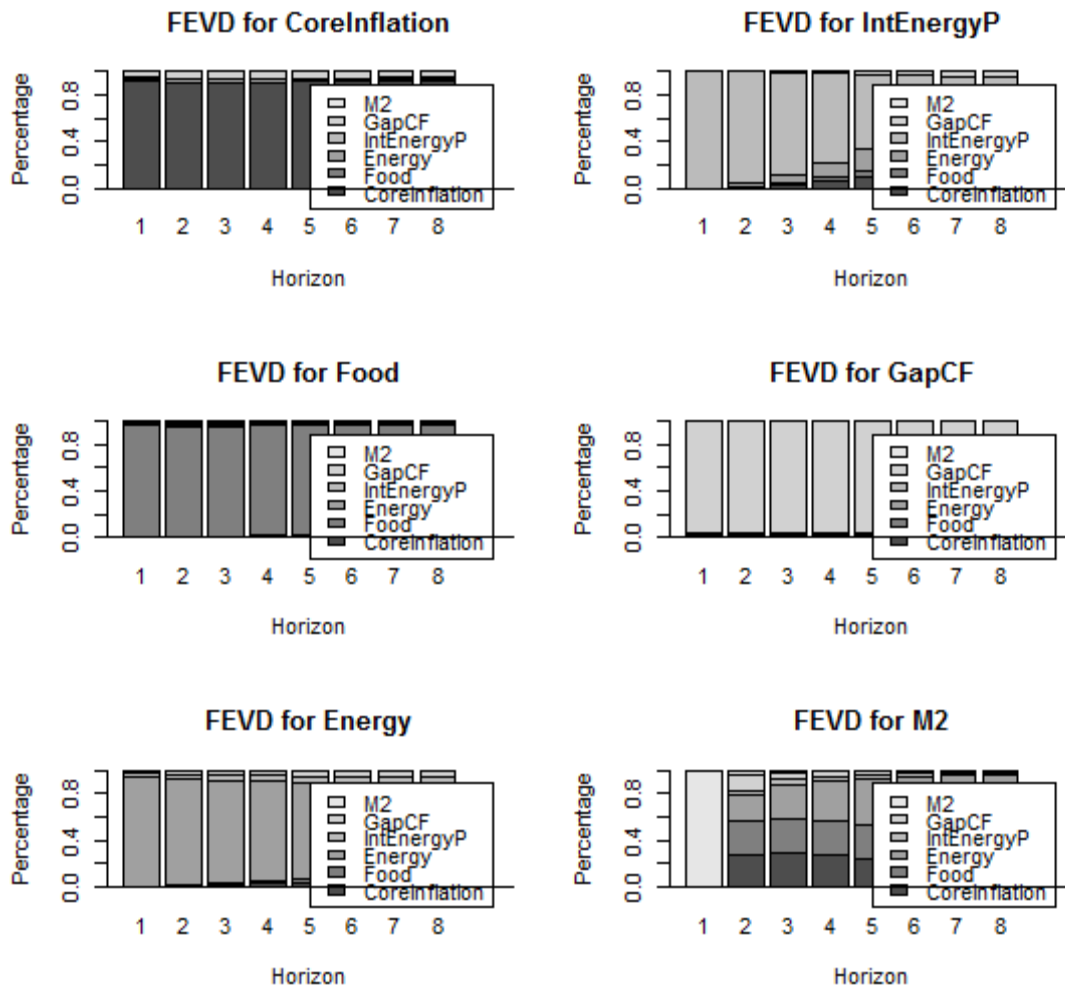 FEVD for CoreInflation
Percentage
0.0 0.4 0.8
M2
GapCF
IntEnergyP
Energy
Food
CoreInflation
1 2 3 4 5 6 7 8
Horizon
FEVD for IntEnergyP
Percentage
0.0 0.4 0.8
M2
GapCF
IntEnergyP
Energy
Food
CoreInflation
1 2 3 4 5 6 7 8
Horizon
FEVD for Food
Percentage
0.0 0.4 0.8
M2
GapCF
IntEnergyP
Energy
Food
CoreInflation
1 2 3 4 5 6 7 8
Horizon
FEVD for GapCF
Percentage
0.0 0.4 0.8
M2
GapCF
IntEnergyP
Energy
Food
CoreInflation
1 2 3 4 5 6 7 8
Horizon
FEVD for Energy
Percentage
0.0 0.4 0.8
M2
GapCF
IntEnergyP
Energy
Food
CoreInflation
1 2 3 4 5 6 7 8
Horizon
FEVD for M2
Percentage
0.0 0.4 0.8
M2
GapCF
IntEnergyP
Energy
Food
CoreInflation
1 2 3 4 5 6 7 8
Horizon